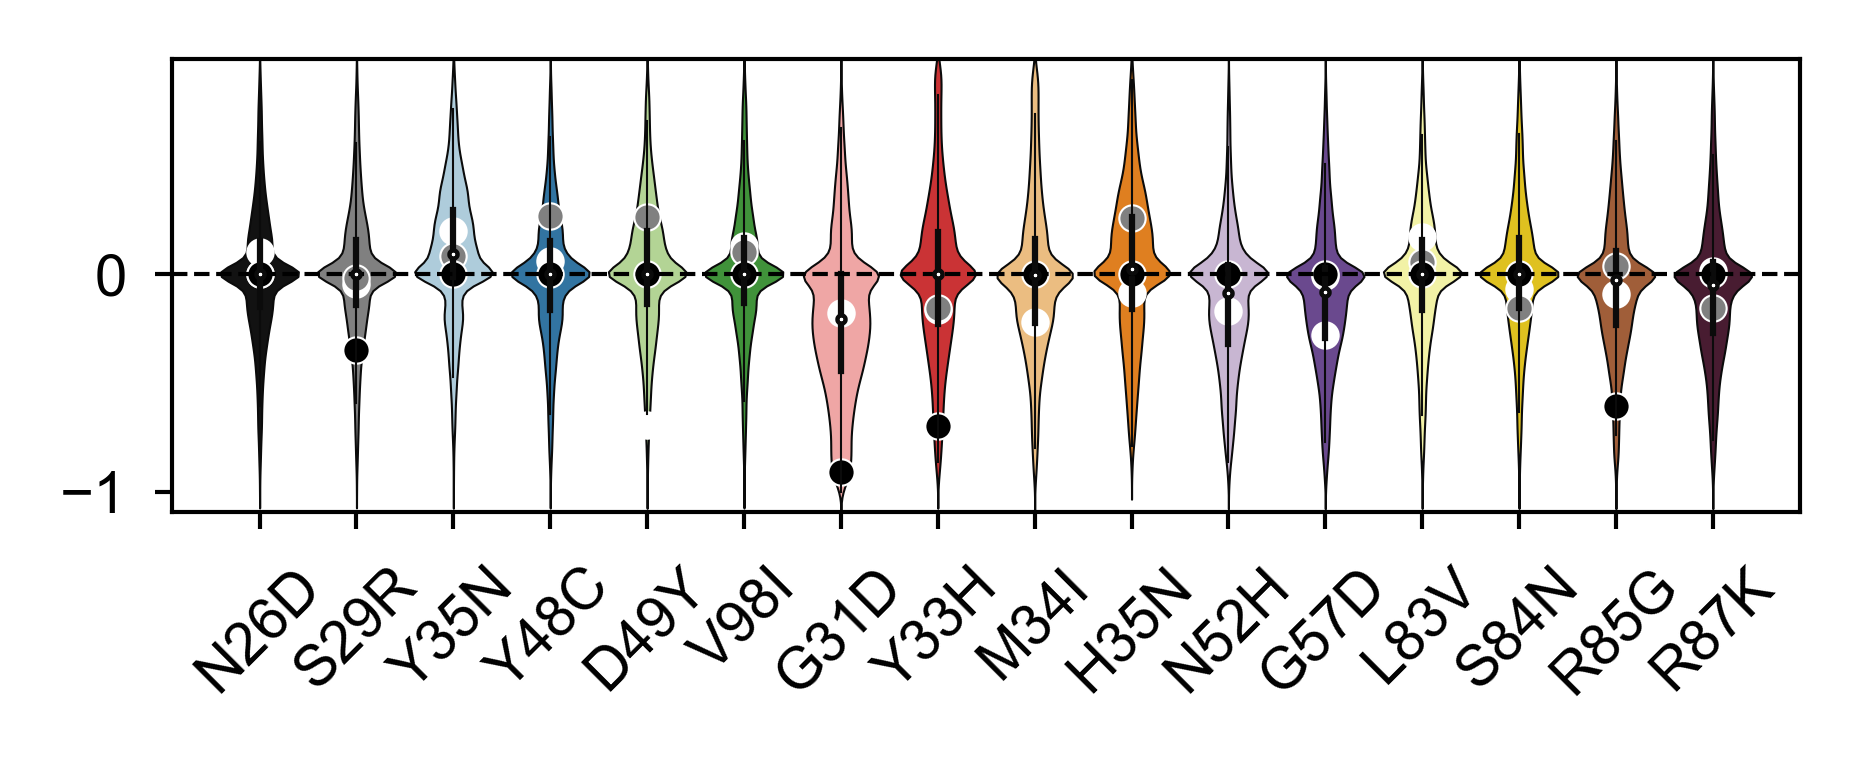 0
−1
N26D
S29R
Y35N
Y48C
D49Y
V98I
G31D
Y33H
M34I
H35N
N52H
G57D
L83V
S84N
R85G
R87K